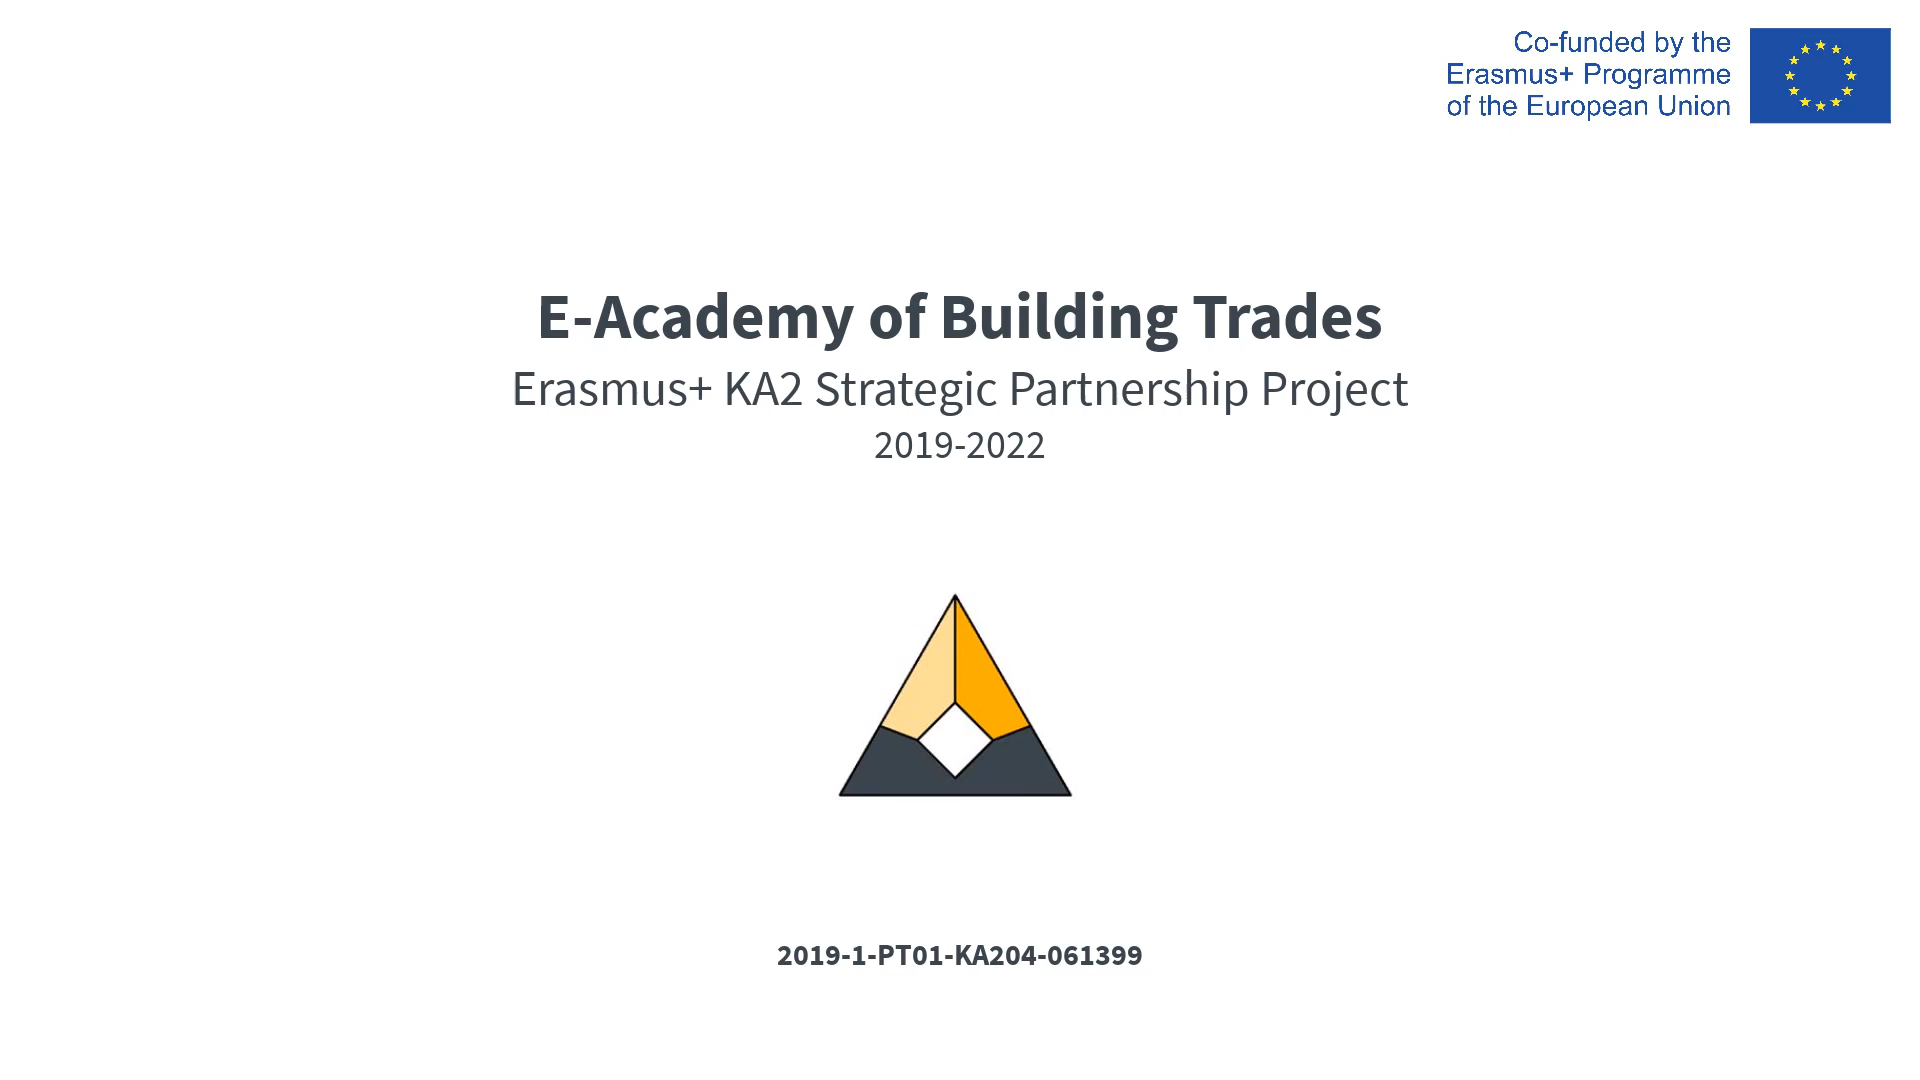 Co-funded by the
Erasmus+ Programme
of the European Union
E-Academy of Building Trades
Erasmus+ KA2 Strategic Partnership Project
2019-2022
2019-1-PT01-KA204-061399